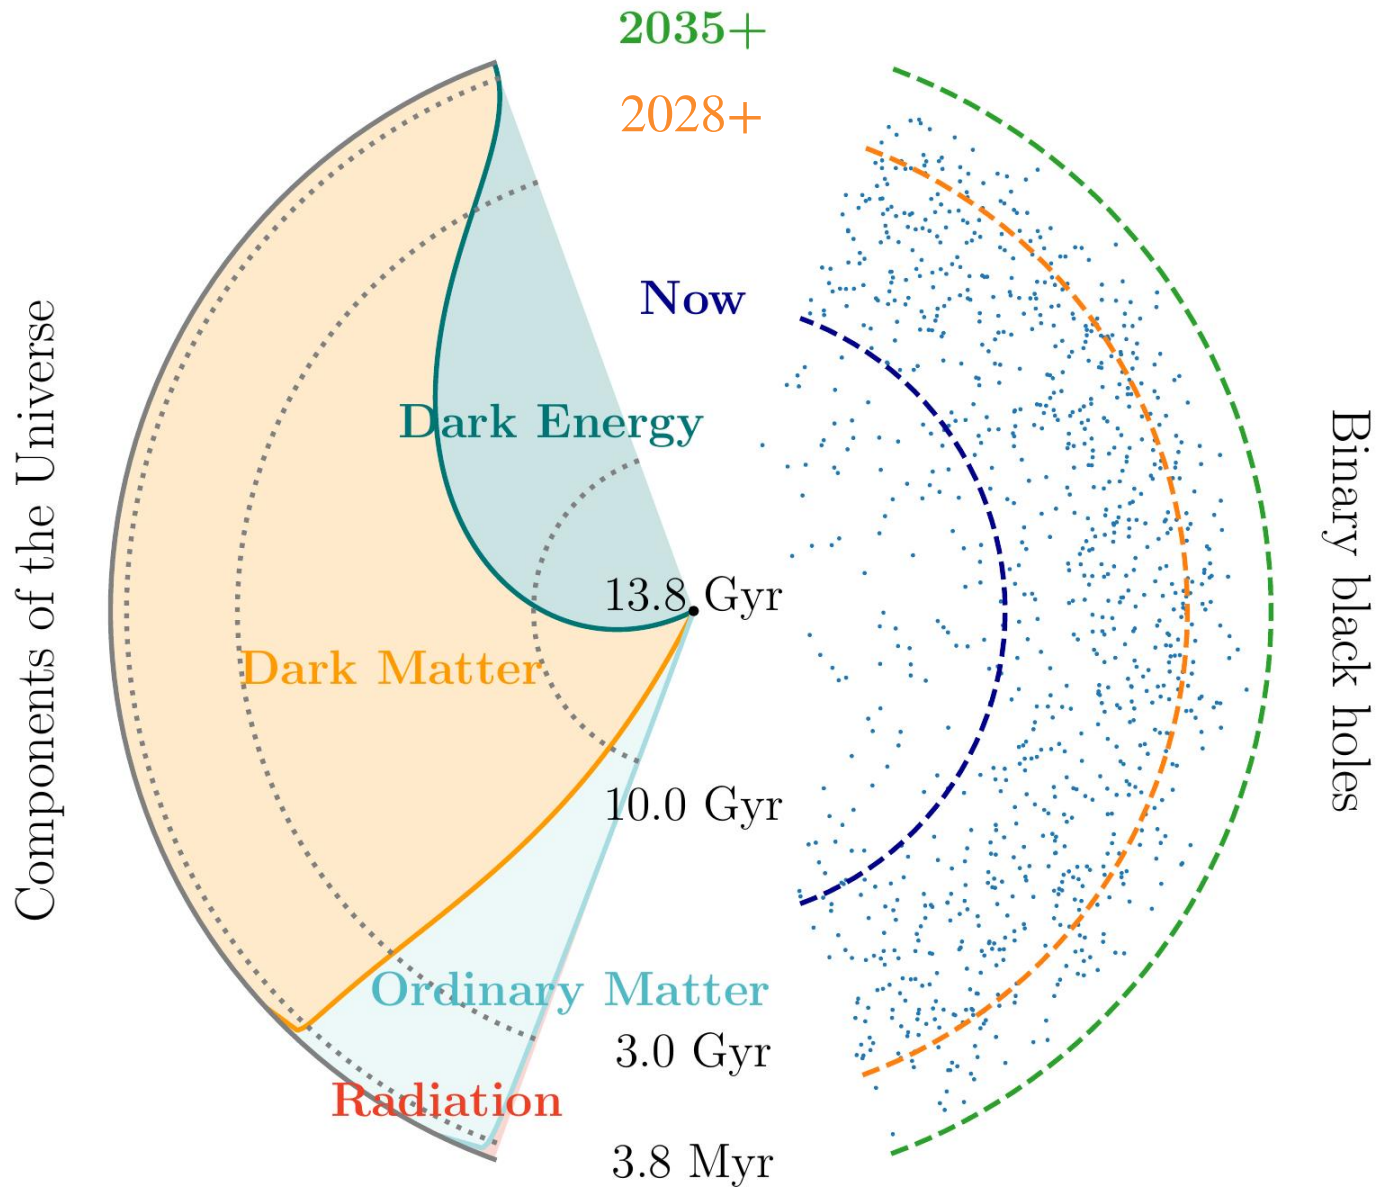 2035+
2028+
Now
Components of the Universe
Dark Energy
13.8 Gyr
Dark Matter
10.0 Gyr
Ordinary Matter
3.0 Gyr
Radiation
3.8 Myr
Binary black holes